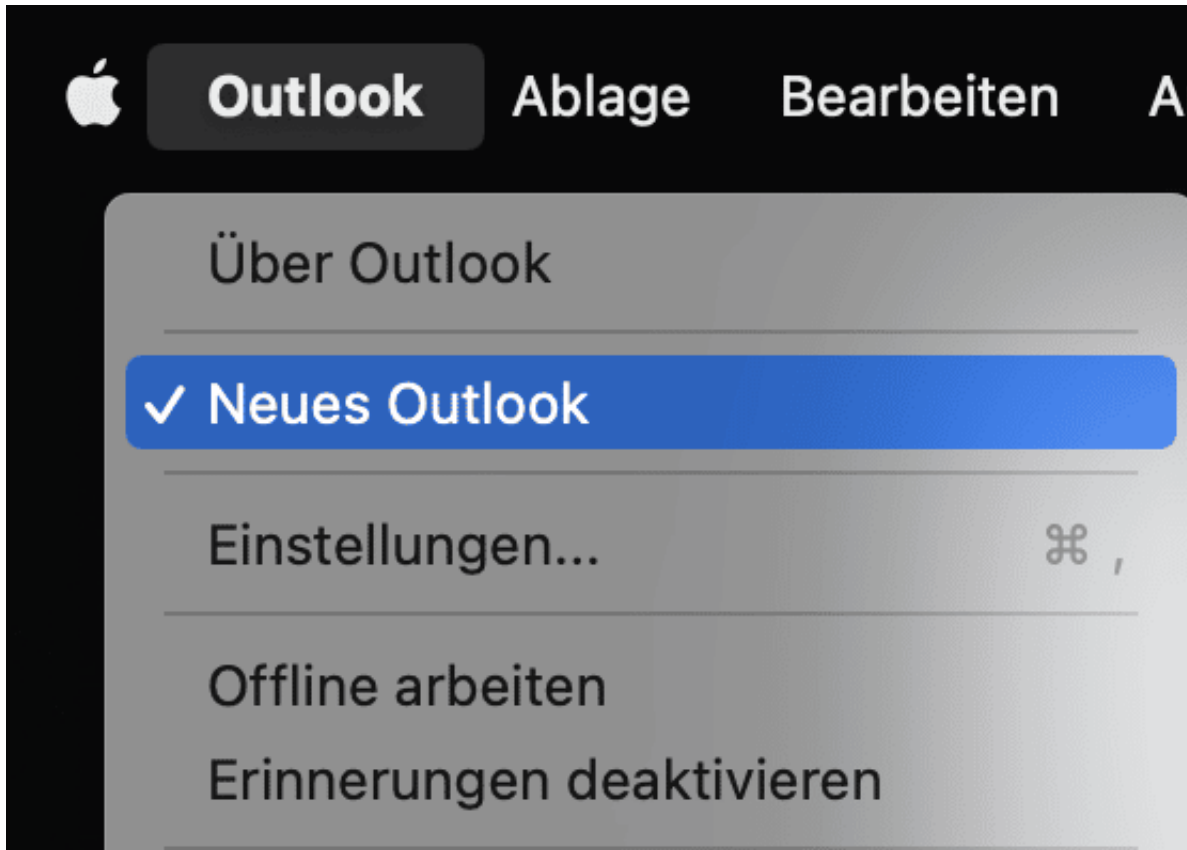 Outlook Ablage Bearbeiten A
Über Outlook
✓ Neues Outlook
Einstellungen... ⌘ ,
Offline arbeiten
Erinnerungen deaktivieren